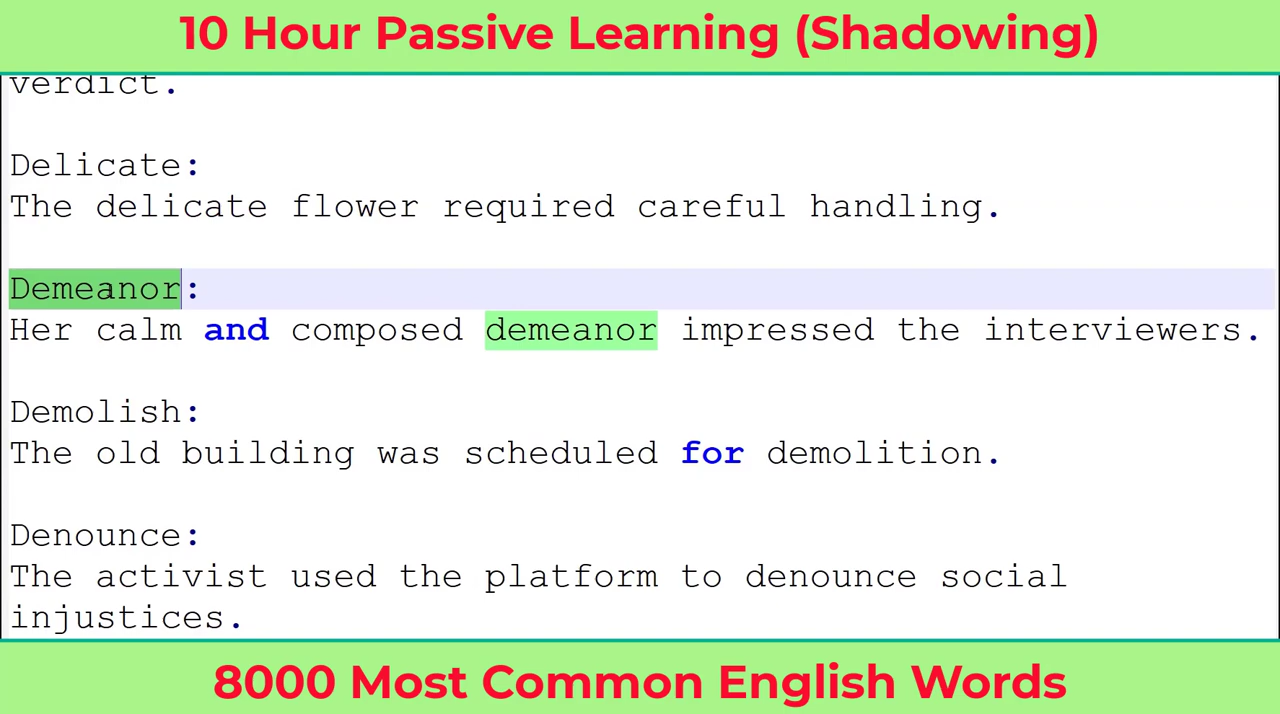 10 Hour Passive Learning (Shadowing)
verdict.
Delicate:
The delicate flower required careful handling.
Demeanor:
Her calm and composed demeanor impressed the interviewers.
Demolish:
The old building was scheduled for demolition.
Denounce:
The activist used the platform to denounce social
injustices.
8000 Most Common English Words